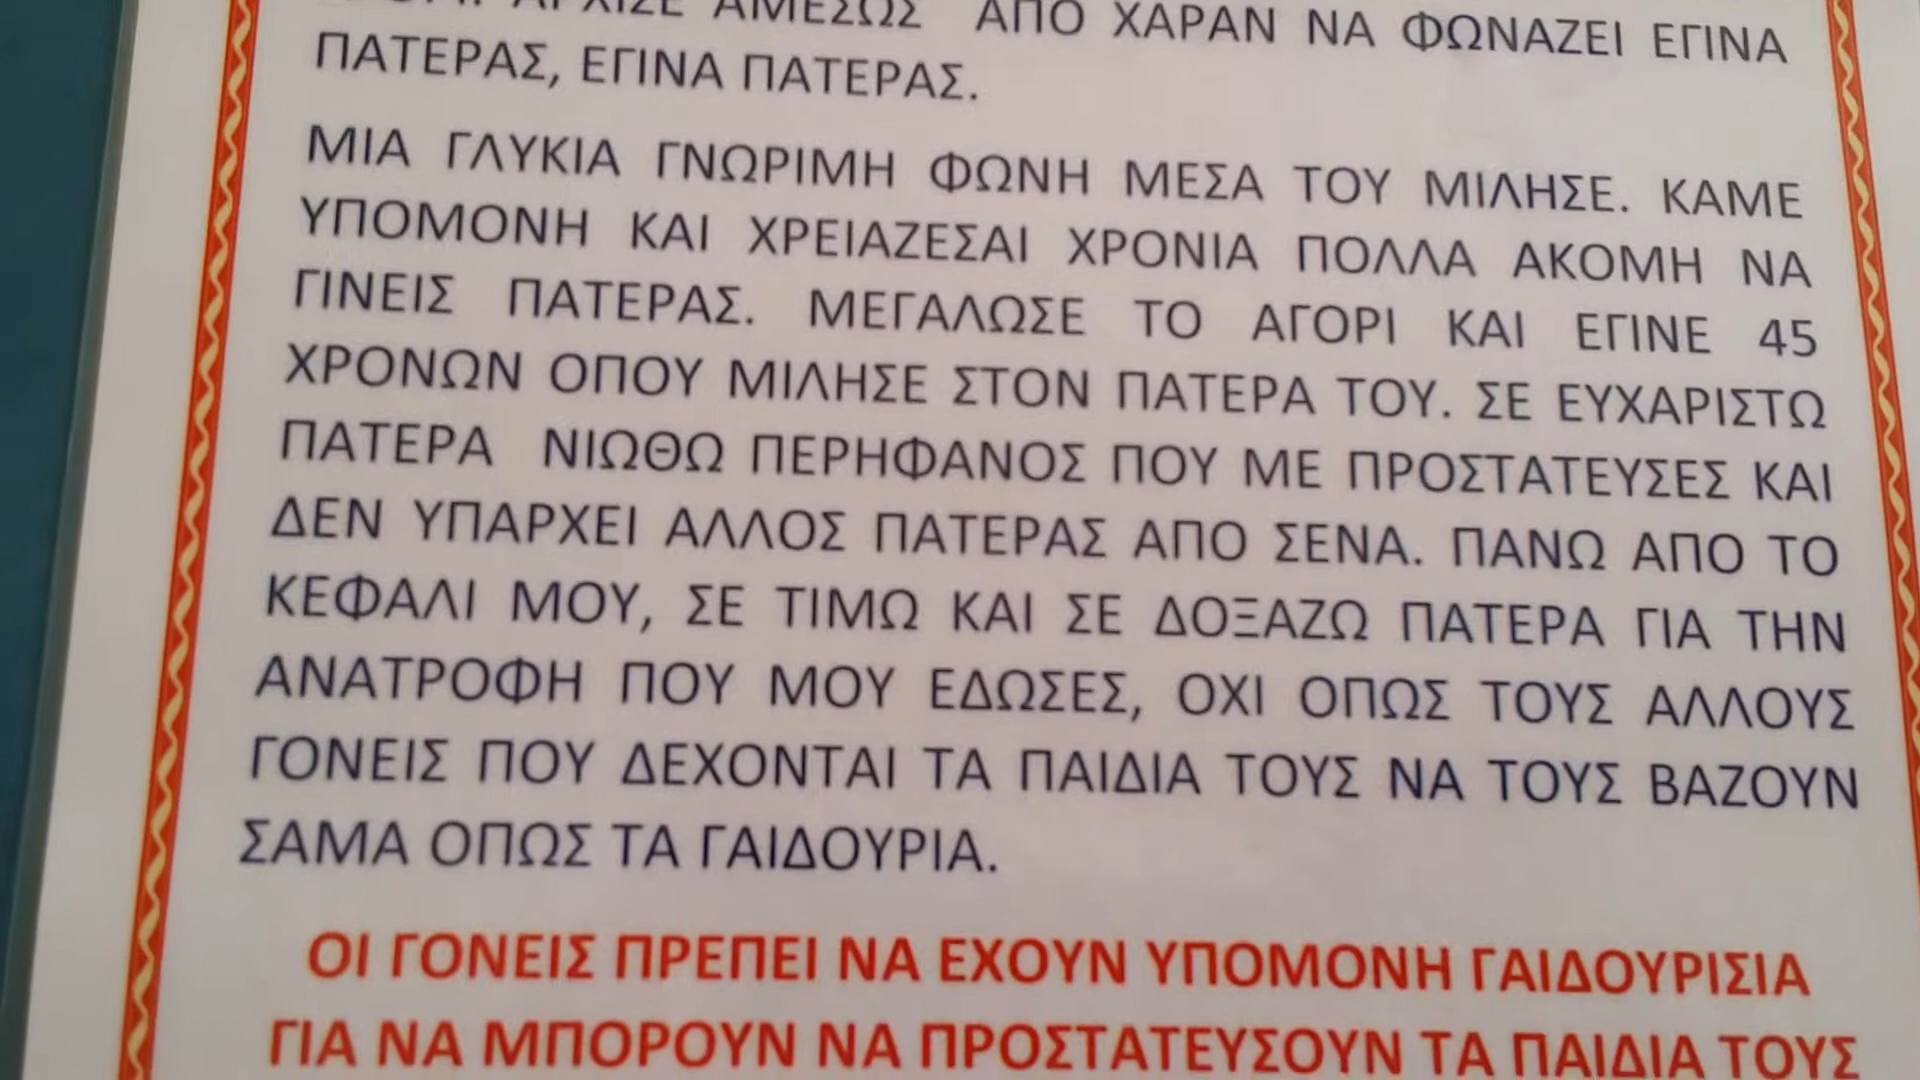 ΑΡΧΙΣΕ ΑΜΕΣΩΣ ΑΠΟ ΧΑΡΑΝ ΝΑ ΦΩΝΑΖΕΙ ΕΓΙΝΑ
ΠΑΤΕΡΑΣ, ΕΓΙΝΑ ΠΑΤΕΡΑΣ.
ΜΙΑ ΓΛΥΚΙΑ ΓΝΩΡΙΜΗ ΦΩΝΗ ΜΕΣΑ ΤΟΥ ΜΙΛΗΣΕ. ΚΑΜΕ
ΥΠΟΜΟΝΗ ΚΑΙ ΧΡΕΙΑΖΕΣΑΙ ΧΡΟΝΙΑ ΠΟΛΛΑ ΑΚΟΜΗ ΝΑ
ΓΙΝΕΙΣ ΠΑΤΕΡΑΣ. ΜΕΓΑΛΩΣΕ ΤΟ ΑΓΟΡΙ ΚΑΙ ΕΓΙΝΕ 45
ΧΡΟΝΩΝ ΟΠΟΥ ΜΙΛΗΣΕ ΣΤΟΝ ΠΑΤΕΡΑ ΤΟΥ. ΣΕ ΕΥΧΑΡΙΣΤΩ
ΠΑΤΕΡΑ ΝΙΩΘΩ ΠΕΡΗΦΑΝΟΣ ΠΟΥ ΜΕ ΠΡΟΣΤΑΤΕΥΣΕΣ ΚΑΙ
ΔΕΝ ΥΠΑΡΧΕΙ ΑΛΛΟΣ ΠΑΤΕΡΑΣ ΑΠΟ ΣΕΝΑ. ΠΑΝΩ ΑΠΟ ΤΟ
ΚΕΦΑΛΙ ΜΟΥ, ΣΕ ΤΙΜΩ ΚΑΙ ΣΕ ΔΟΞΑΖΩ ΠΑΤΕΡΑ ΓΙΑ ΤΗΝ
ΑΝΑΤΡΟΦΗ ΠΟΥ ΜΟΥ ΕΔΩΣΕΣ, ΟΧΙ ΟΠΩΣ ΤΟΥΣ ΑΛΛΟΥΣ
ΓΟΝΕΙΣ ΠΟΥ ΔΕΧΟΝΤΑΙ ΤΑ ΠΑΙΔΙΑ ΤΟΥΣ ΝΑ ΤΟΥΣ ΒΑΖΟΥΝ
ΣΑΜΑ ΟΠΩΣ ΤΑ ΓΑΙΔΟΥΡΙΑ.
ΟΙ ΓΟΝΕΙΣ ΠΡΕΠΕΙ ΝΑ ΕΧΟΥΝ ΥΠΟΜΟΝΗ ΓΑΙΔΟΥΡΙΣΙΑ
ΓΙΑ ΝΑ ΜΠΟΡΟΥΝ ΝΑ ΠΡΟΣΤΑΤΕΥΣΟΥΝ ΤΑ ΠΑΙΔΙΑ ΤΟΥΣ